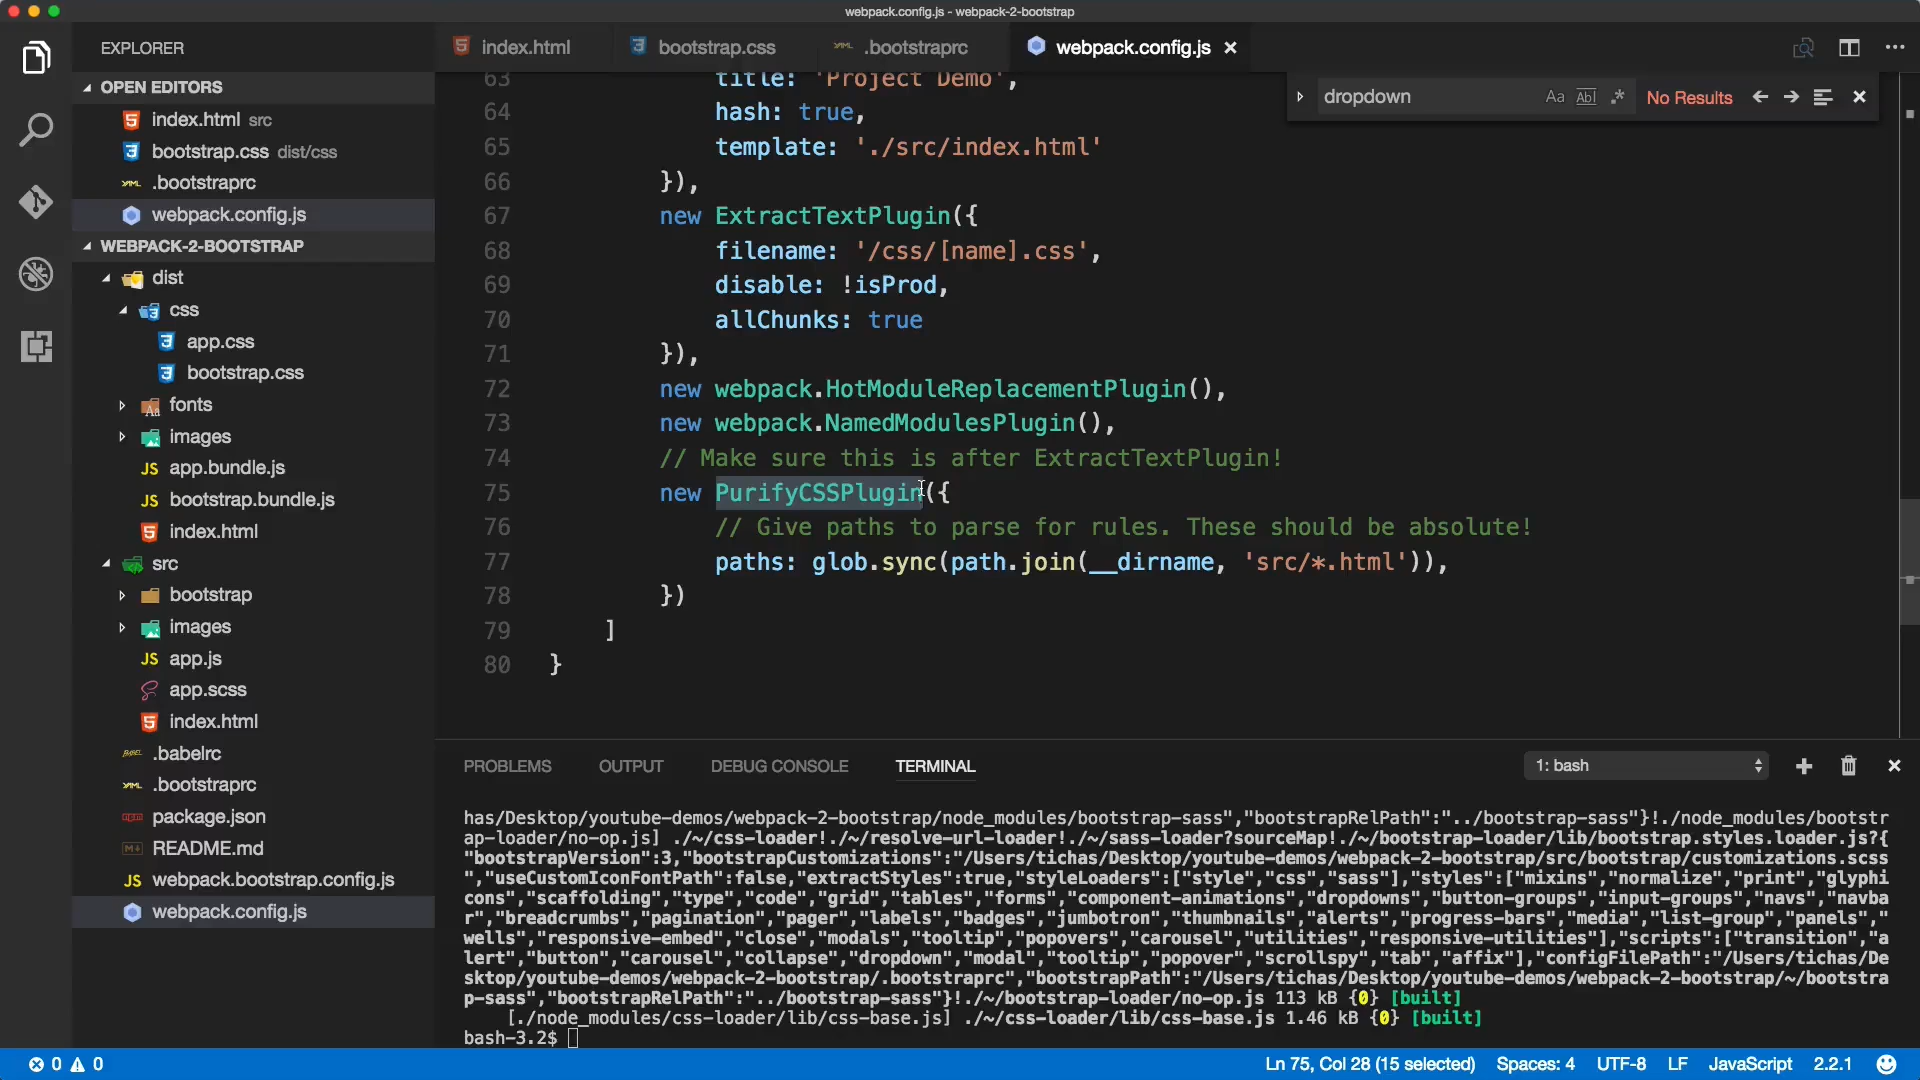 webpack.config.js - webpack-2-bootstrap
EXPLORER
OPEN EDITORS
index.html src
bootstrap.css dist/css
.bootstraprc
webpack.config.js
WEBPACK-2-BOOTSTRAP
dist
css
app.css
bootstrap.css
fonts
images
app.bundle.js
bootstrap.bundle.js
index.html
src
bootstrap
images
app.js
app.scss
index.html
.babelrc
.bootstraprc
package.json
README.md
webpack.bootstrap.config.js
webpack.config.js
index.html bootstrap.css .bootstraprc webpack.config.js
dropdown Aa Abl .* No Results
63 title: 'Project Demo',
64 hash: true,
65 template: './src/index.html'
66 }),
67 new ExtractTextPlugin({
68 filename: '/css/[name].css',
69 disable: !isProd,
70 allChunks: true
71 }),
72 new webpack.HotModuleReplacementPlugin(),
73 new webpack.NamedModulesPlugin(),
74 // Make sure this is after ExtractTextPlugin!
75 new PurifyCSSPlugin({
76 // Give paths to parse for rules. These should be absolute!
77 paths: glob.sync(path.join(__dirname, 'src/*.html')),
78 })
79 ]
80 }
PROBLEMS OUTPUT DEBUG CONSOLE TERMINAL 1: bash
has/Desktop/youtube-demos/webpack-2-bootstrap/node_modules/bootstrap-sass","bootstrapRelPath":"../bootstrap-sass"}!./node_modules/bootstr
ap-loader/no-op.js] ./~/css-loader!./~/resolve-url-loader!./~/sass-loader?sourceMap!./~/bootstrap-loader/lib/bootstrap.styles.loader.js?{
"bootstrapVersion":3,"bootstrapCustomizations":"/Users/tichas/Desktop/youtube-demos/webpack-2-bootstrap/src/bootstrap/customizations.scss
","useCustomIconFontPath":false,"extractStyles":true,"styleLoaders":["style","css","sass"],"styles":["mixins","normalize","print","glyphi
cons","scaffolding","type","code","grid","tables","forms","component-animations","dropdowns","button-groups","input-groups","navs","navba
r","breadcrumbs","pagination","pager","labels","badges","jumbotron","thumbnails","alerts","progress-bars","media","list-group","panels","
wells","responsive-embed","close","modals","tooltip","popovers","carousel","utilities","responsive-utilities"],"scripts":["transition","a
lert","button","carousel","collapse","dropdown","modal","tooltip","popover","scrollspy","tab","affix"],"configFilePath":"/Users/tichas/De
sktop/youtube-demos/webpack-2-bootstrap/.bootstraprc","bootstrapPath":"/Users/tichas/Desktop/youtube-demos/webpack-2-bootstrap/~/bootstra
p-sass","bootstrapRelPath":"../bootstrap-sass"}!./~/bootstrap-loader/no-op.js 113 kB {0} [built]
[./node_modules/css-loader/lib/css-base.js] ./~/css-loader/lib/css-base.js 1.46 kB {0} [built]
bash-3.2$
0 0 Ln 75, Col 28 (15 selected) Spaces: 4 UTF-8 LF JavaScript 2.2.1